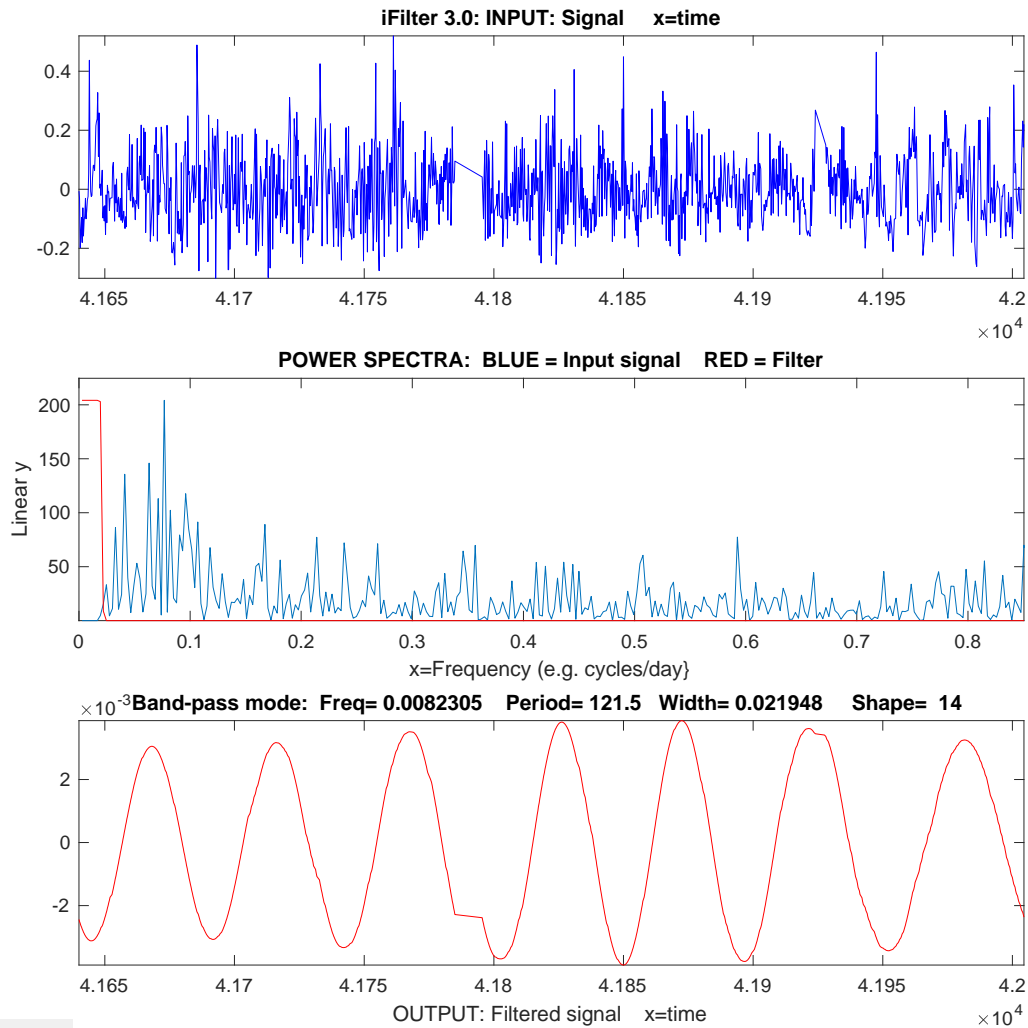 iFilter 3.0: INPUT: Signal     x=time
0.4
0.2
0
-0.2
4.165 4.17 4.175 4.18 4.185 4.19 4.195 4.2
×10⁴
POWER SPECTRA:  BLUE = Input signal    RED = Filter
Linear y
200
150
100
50
0 0.1 0.2 0.3 0.4 0.5 0.6 0.7 0.8
x=Frequency (e.g. cycles/day}
×10⁻³ Band-pass mode:  Freq= 0.0082305    Period= 121.5   Width= 0.021948     Shape=  14
2
0
-2
4.165 4.17 4.175 4.18 4.185 4.19 4.195 4.2
OUTPUT: Filtered signal    x=time
×10⁴